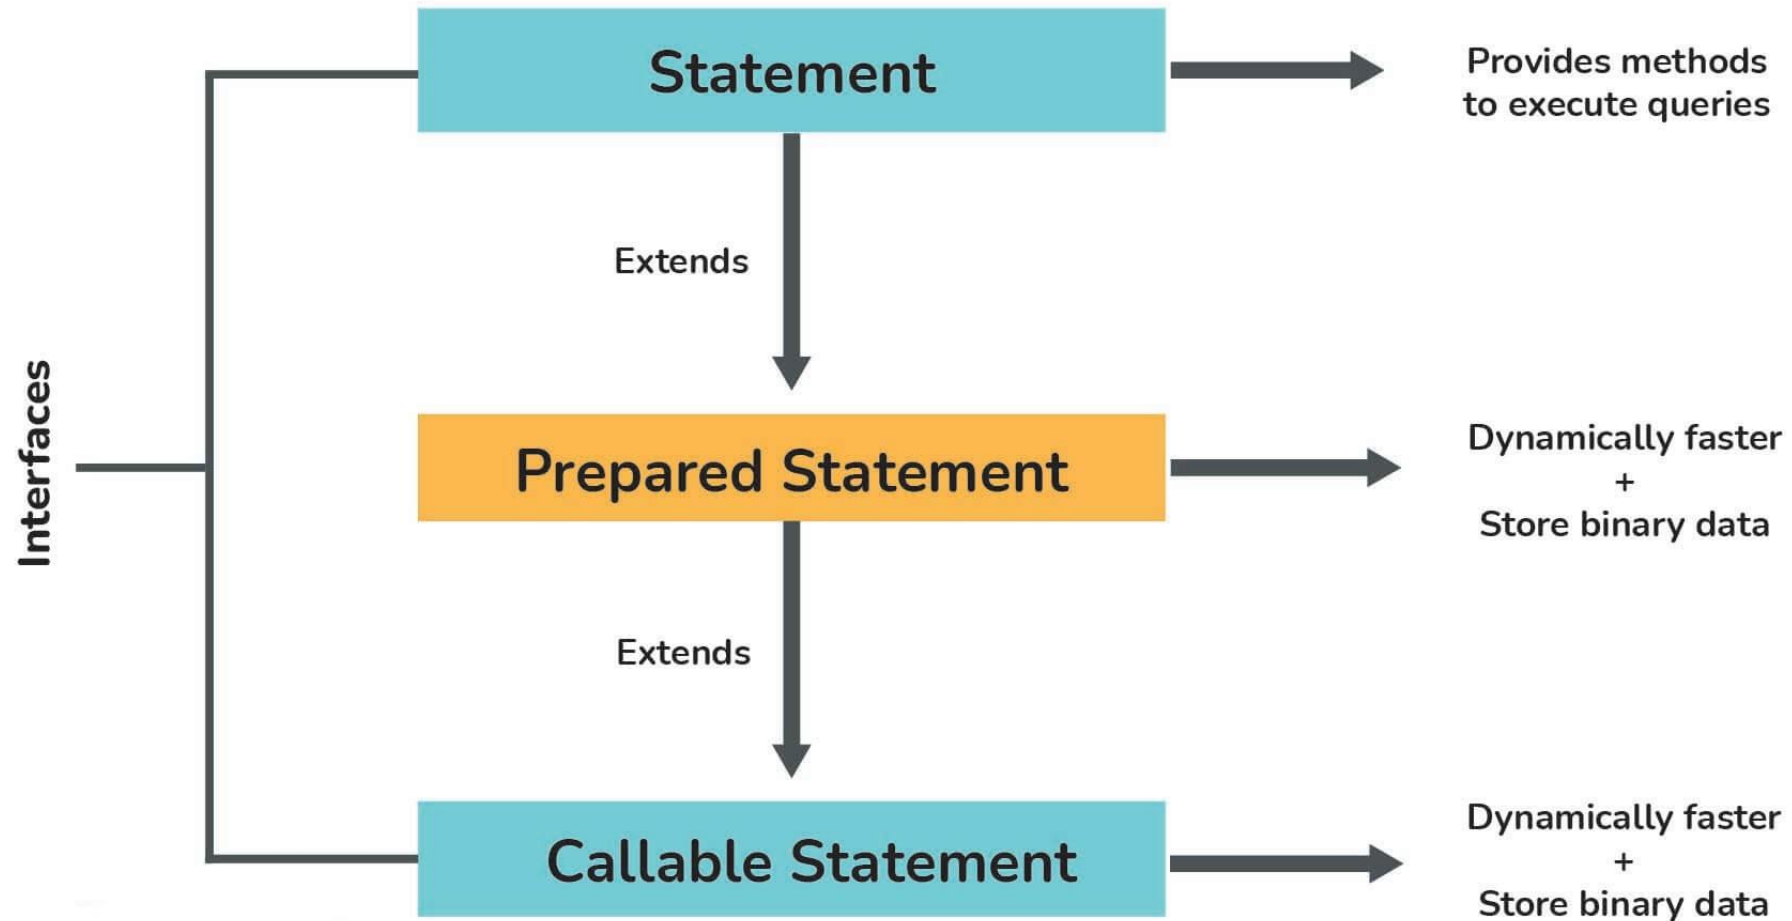 Statement
Provides methods
to execute queries
Extends
Interfaces
Prepared Statement
Dynamically faster
+
Store binary data
Extends
Callable Statement
Dynamically faster
+
Store binary data